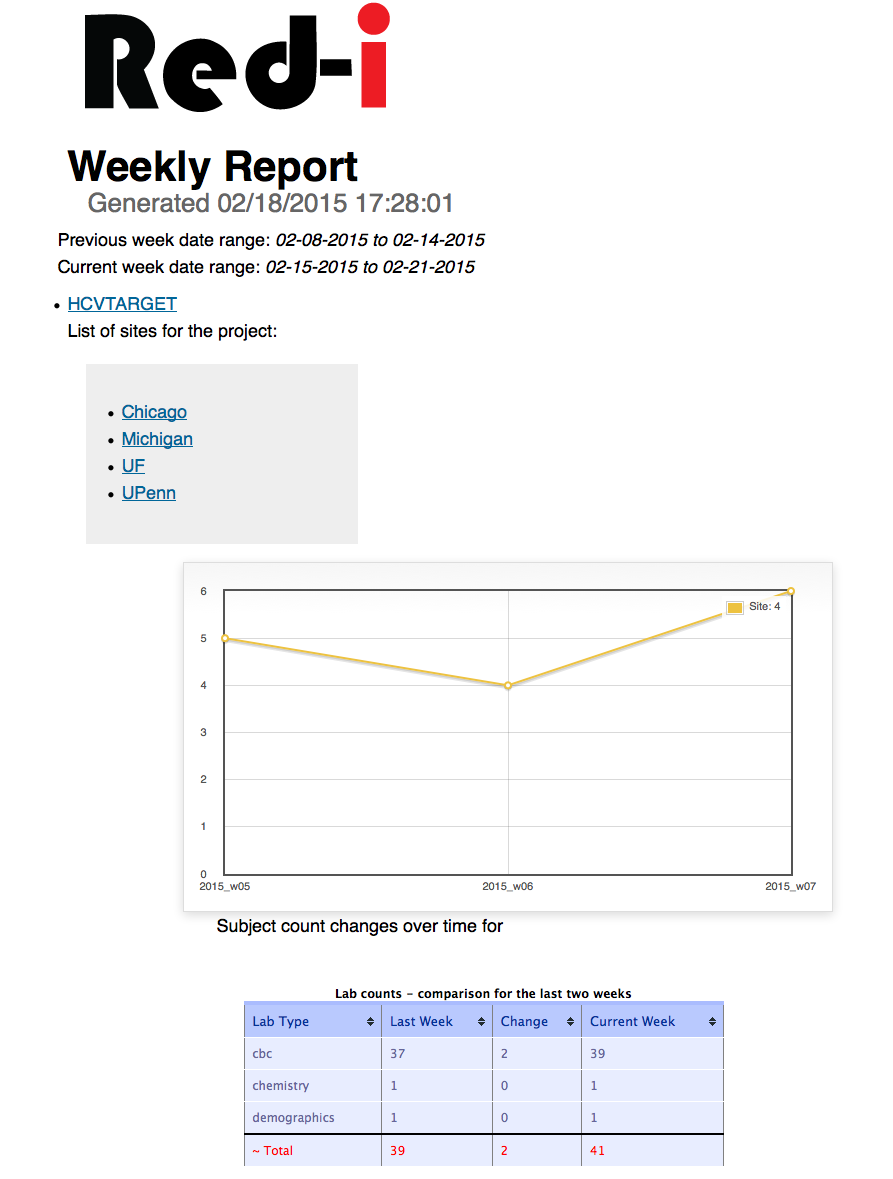 Red-i
Weekly Report
Generated 02/18/2015 17:28:01
Previous week date range: 02-08-2015 to 02-14-2015
Current week date range: 02-15-2015 to 02-21-2015
• HCVTARGET
List of sites for the project:
• Chicago
• Michigan
• UF
• UPenn
6
Site: 4
5
4
3
2
1
0
2015_w05 2015_w06 2015_w07
Subject count changes over time for
Lab counts - comparison for the last two weeks
Lab Type Last Week Change Current Week
cbc 37 2 39
chemistry 1 0 1
demographics 1 0 1
~ Total 39 2 41